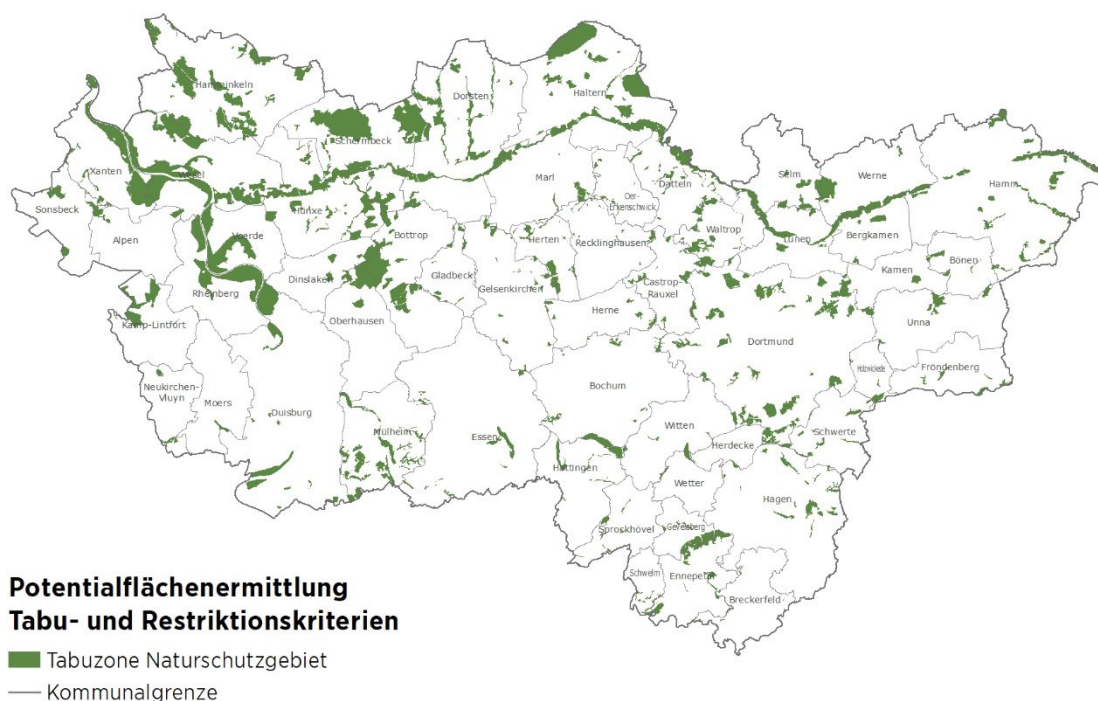 Hamminkeln
Dorsten
Haltern
Schermbeck
Xanten
Wesel
Sonsbeck
Marl
Datteln
Selm
Werne
Hamm
Oer-
Erkenschwick
Hünxe
Alpen
Voerde
Bottrop
Herten
Recklinghausen
Waltrop
Lünen
Bergkamen
Dinslaken
Gladbeck
Gelsenkirchen
Castrop-
Rauxel
Kamen
Bönen
Rheinberg
Oberhausen
Herne
Unna
Kamp-Lintfort
Dortmund
Holzwickede
Fröndenberg
Neukirchen-
Vluyn
Moers
Duisburg
Bochum
Mülheim
Essen
Witten
Herdecke
Schwerte
Hattingen
Wetter
Hagen
Sprockhövel
Gevelsberg
Schwelm
Ennepetal
Breckerfeld
Potentialflächenermittlung
Tabu- und Restriktionskriterien
Tabuzone Naturschutzgebiet
Kommunalgrenze